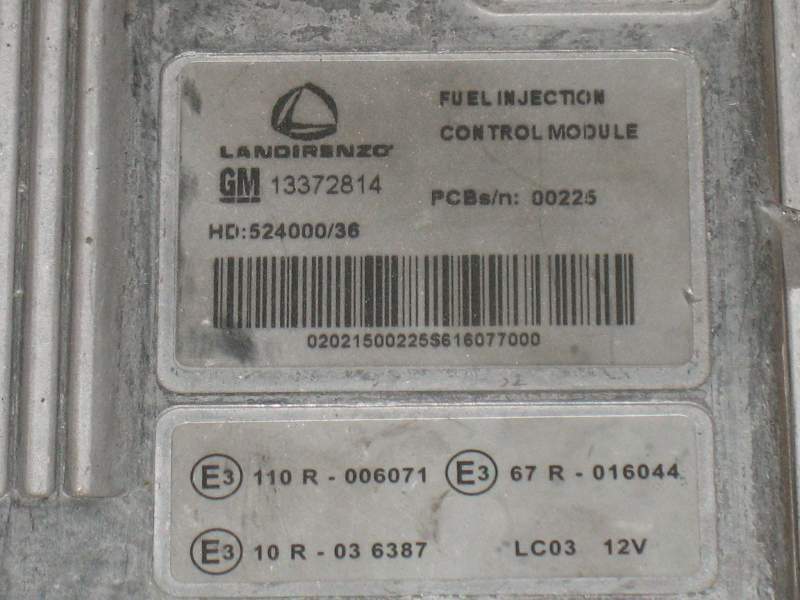 LANDIRENZO
FUEL INJECTION
CONTROL MODULE
GM 13372814
PCBs/n: 00225
HD:524000/36
02021500225S616077000
E3 110 R - 006071 E3 67 R - 016044
E3 10 R - 03 6387 LC03 12V